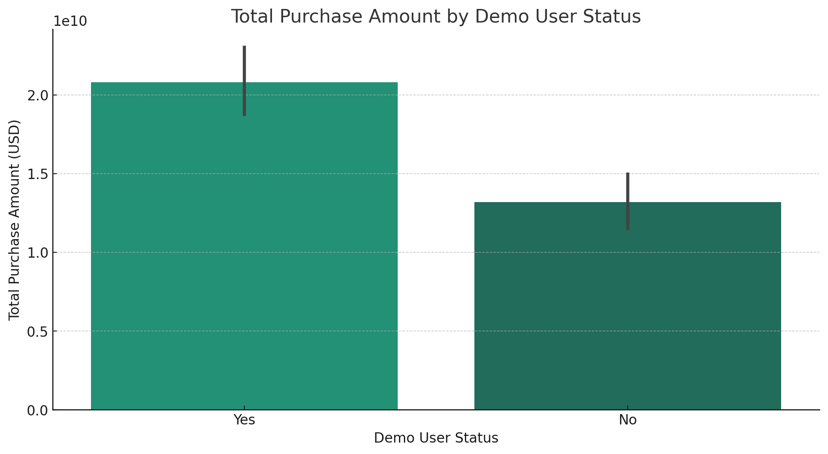 Total Purchase Amount by Demo User Status
1e10
Total Purchase Amount (USD)
2.0
1.5
1.0
0.5
0.0
Yes
No
Demo User Status